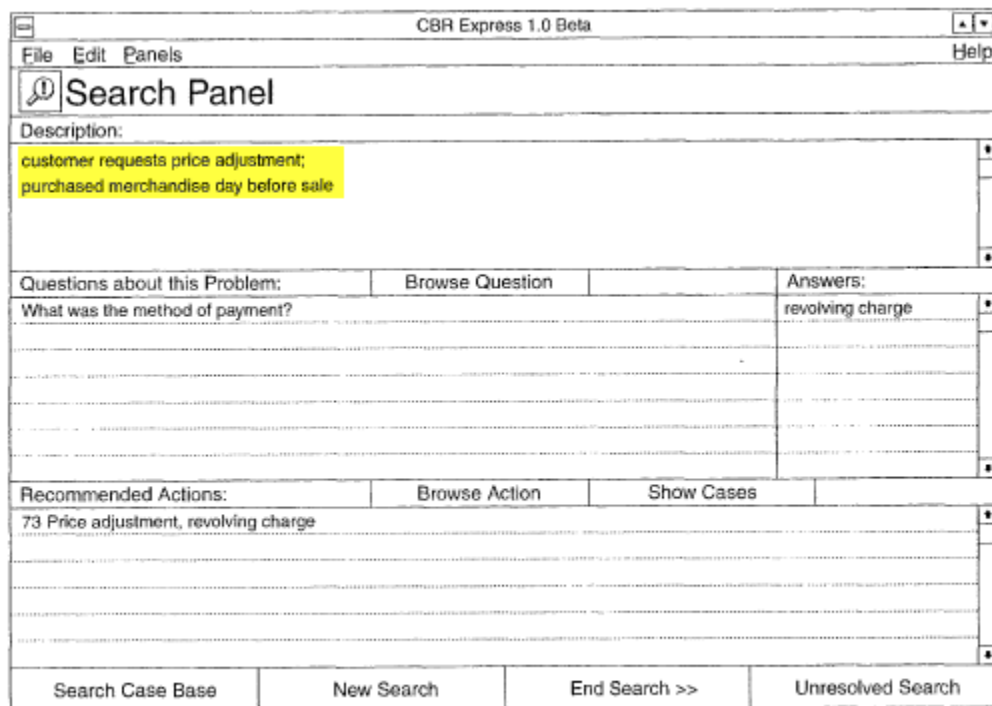 CBR Express 1.0 Beta
File Edit Panels Help
Search Panel
Description:
customer requests price adjustment;
purchased merchandise day before sale
Questions about this Problem: Browse Question Answers:
What was the method of payment? revolving charge
Recommended Actions: Browse Action Show Cases
73 Price adjustment, revolving charge
Search Case Base New Search End Search >> Unresolved Search